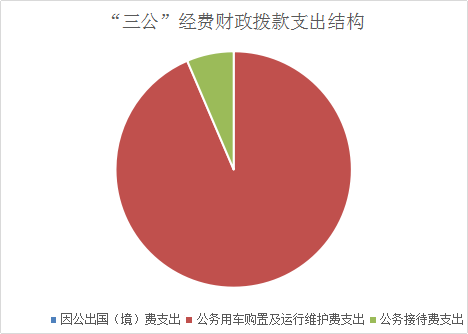 “三公”经费财政拨款支出结构
因公出国（境）费支出 公务用车购置及运行维护费支出 公务接待费支出